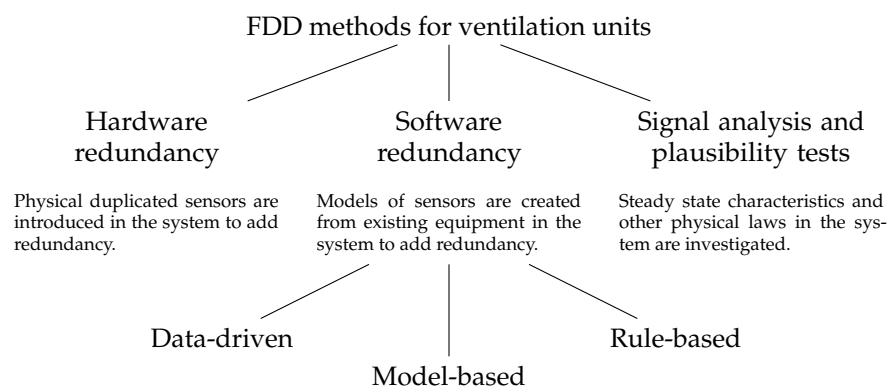 FDD methods for ventilation units
Hardware
redundancy
Physical duplicated sensors are
introduced in the system to add
redundancy.
Software
redundancy
Models of sensors are created
from existing equipment in the
system to add redundancy.
Signal analysis and
plausibility tests
Steady state characteristics and
other physical laws in the sys-
tem are investigated.
Data-driven
Model-based
Rule-based